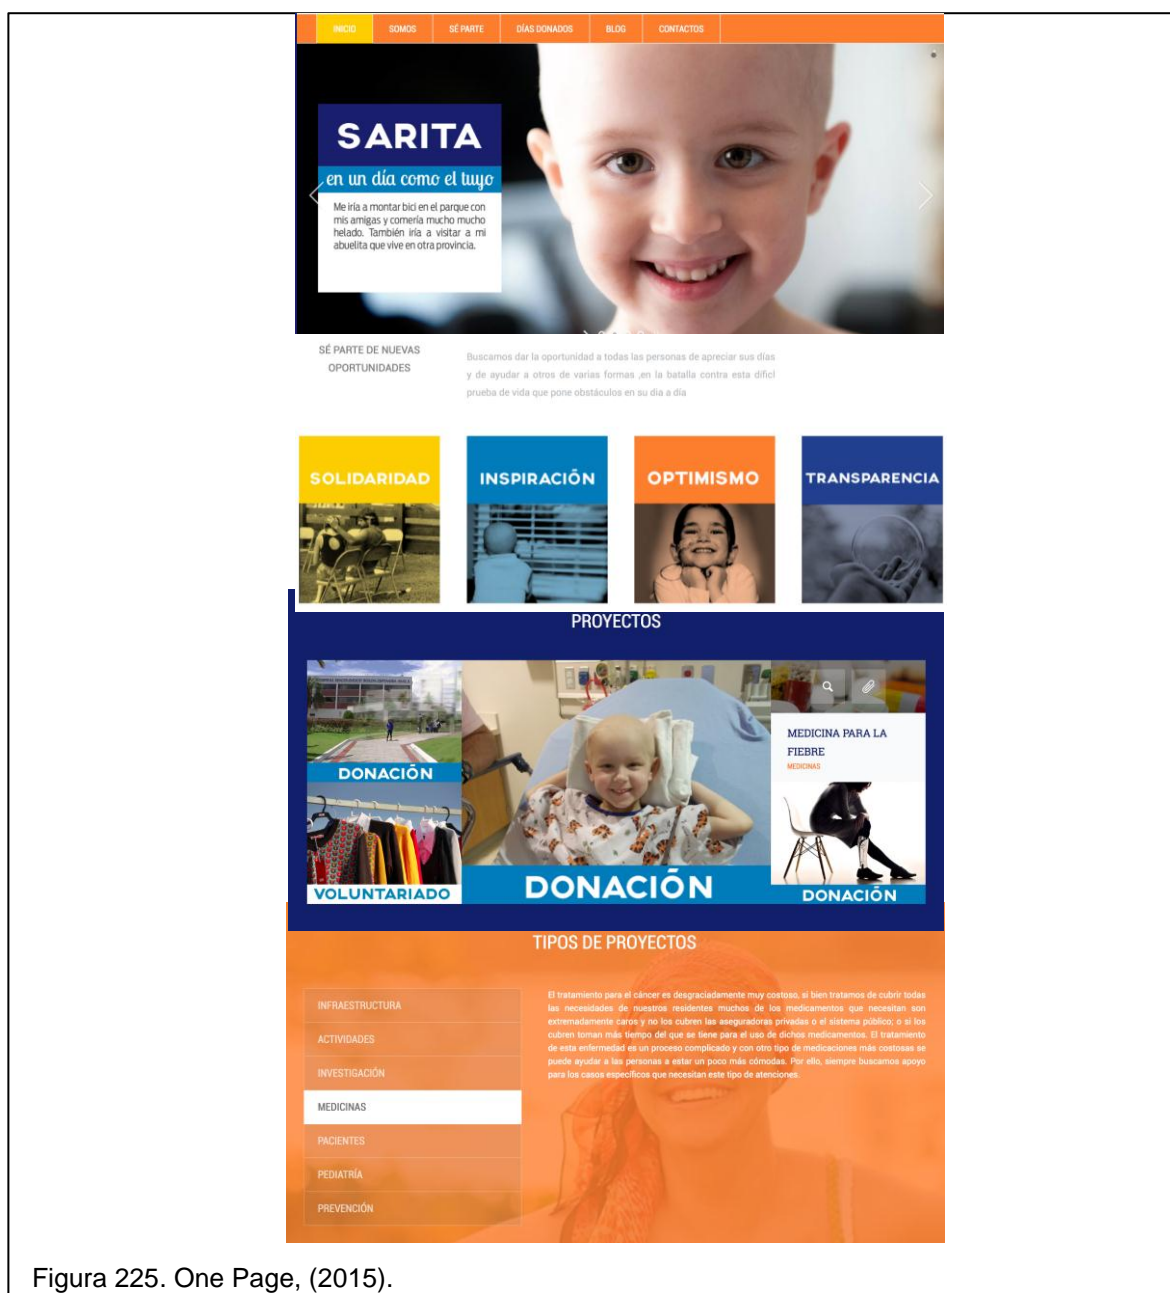 INICIO SOMOS SÉ PARTE DÍAS DONADOS BLOG CONTACTOS
SARITA
en un día como el tuyo
Me iría a montar bici en el parque con
mis amigas y comería mucho mucho
helado. También iría a visitar a mi
abuelita que vive en otra provincia.
SÉ PARTE DE NUEVAS
OPORTUNIDADES
Buscamos dar la oportunidad a todas las personas de apreciar sus días
y de ayudar a otros de varias formas ,en la batalla contra esta difícl
prueba de vida que pone obstáculos en su dia a día
SOLIDARIDAD
INSPIRACIÓN
OPTIMISMO
TRANSPARENCIA
PROYECTOS
DONACIÓN
VOLUNTARIADO
DONACIÓN
MEDICINA PARA LA
FIEBRE
MEDICINAS
DONACIÓN
TIPOS DE PROYECTOS
INFRAESTRUCTURA
ACTIVIDADES
INVESTIGACIÓN
MEDICINAS
PACIENTES
PEDIATRÍA
PREVENCIÓN
El tratamiento para el cáncer es desgraciadamente muy costoso, si bien tratamos de cubrir todas
las necesidades de nuestros residentes muchos de los medicamentos que necesitan son
extremadamente caros y no los cubren las aseguradoras privadas o el sistema público; o si los
cubren toman más tiempo del que se tiene para el uso de dichos medicamentos. El tratamiento
de esta enfermedad es un proceso complicado y con otro tipo de medicaciones más costosas se
puede ayudar a las personas a estar un poco más cómodas. Por ello, siempre buscamos apoyo
para los casos específicos que necesitan este tipo de atenciones.
Figura 225. One Page, (2015).